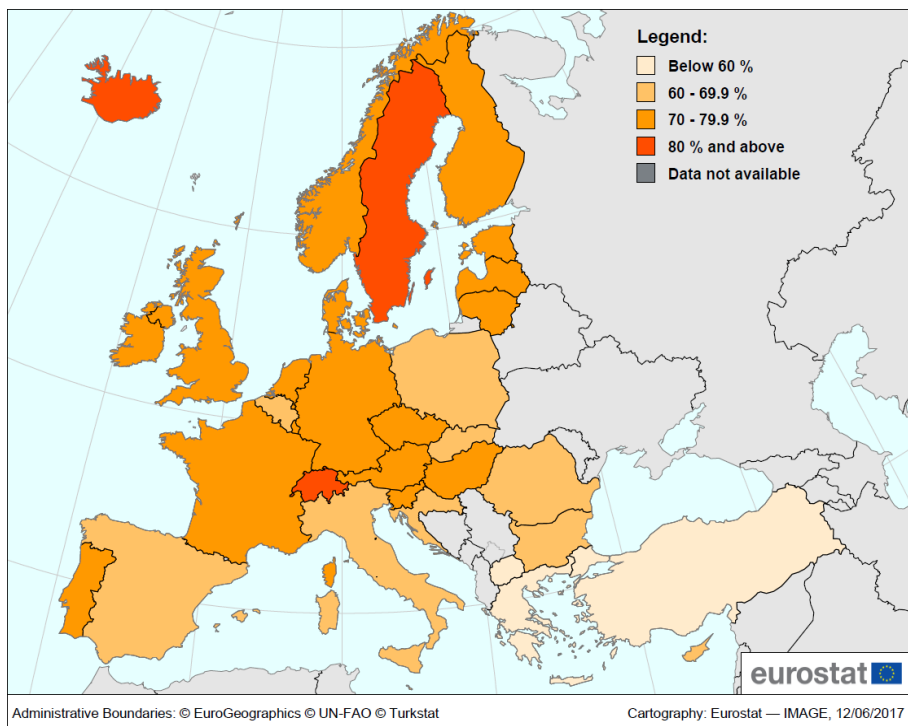 Legend:
Below 60 %
60 - 69.9 %
70 - 79.9 %
80 % and above
Data not available
eurostat
Administrative Boundaries: © EuroGeographics © UN-FAO © Turkstat
Cartography: Eurostat — IMAGE, 12/06/2017